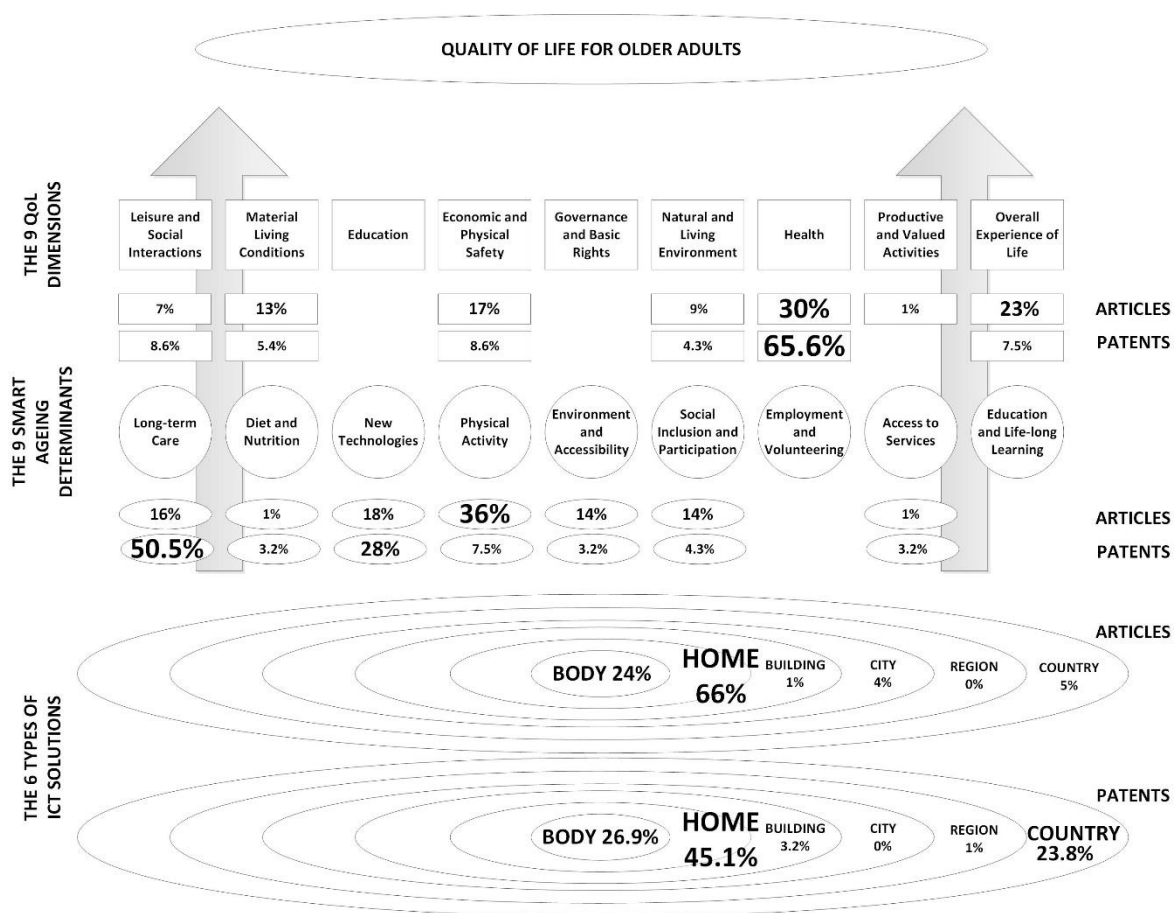 QUALITY OF LIFE FOR OLDER ADULTS
THE 9 QoL
DIMENSIONS
Leisure and
Social
Interactions
Material
Living
Conditions
Education
Economic and
Physical
Safety
Governance
and Basic
Rights
Natural and
Living
Environment
Health
Productive
and Valued
Activities
Overall
Experience of
Life
7%
13%
17%
9%
30%
1%
23%
ARTICLES
8.6%
5.4%
8.6%
4.3%
65.6%
7.5%
PATENTS
THE 9 SMART
AGEING
DETERMINANTS
Long-term
Care
Diet and
Nutrition
New
Technologies
Physical
Activity
Environment
and
Accessibility
Social
Inclusion and
Participation
Employment
and
Volunteering
Access to
Services
Education
and Life-long
Learning
16%
1%
18%
36%
14%
14%
1%
ARTICLES
50.5%
3.2%
28%
7.5%
3.2%
4.3%
3.2%
PATENTS
THE 6 TYPES OF
ICT SOLUTIONS
ARTICLES
BODY 24%
HOME
66%
BUILDING
1%
CITY
4%
REGION
0%
COUNTRY
5%
PATENTS
BODY 26.9%
HOME
45.1%
BUILDING
3.2%
CITY
0%
REGION
1%
COUNTRY
23.8%